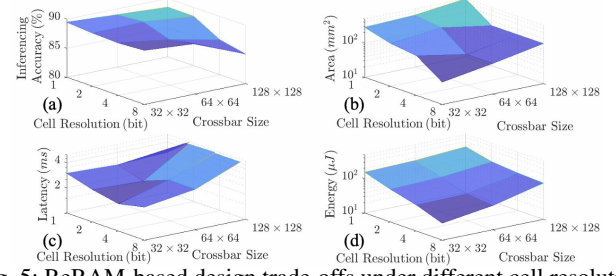 90
85
80
Inferencing
Accuracy (%)
1
2
4
8
(a)
Cell Resolution (bit)
32 × 32
64 × 64
128 × 128
Crossbar Size
10²
10¹
Area (mm²)
1
2
4
8
(b)
Cell Resolution (bit)
32 × 32
64 × 64
128 × 128
Crossbar Size
4
2
Latency (ms)
1
2
4
8
(c)
Cell Resolution (bit)
32 × 32
64 × 64
128 × 128
Crossbar Size
10²
10¹
Energy (μJ)
1
2
4
8
(d)
Cell Resolution (bit)
32 × 32
64 × 64
128 × 128
Crossbar Size
g. 5: ReRAM-based design trade-offs under different cell resolut